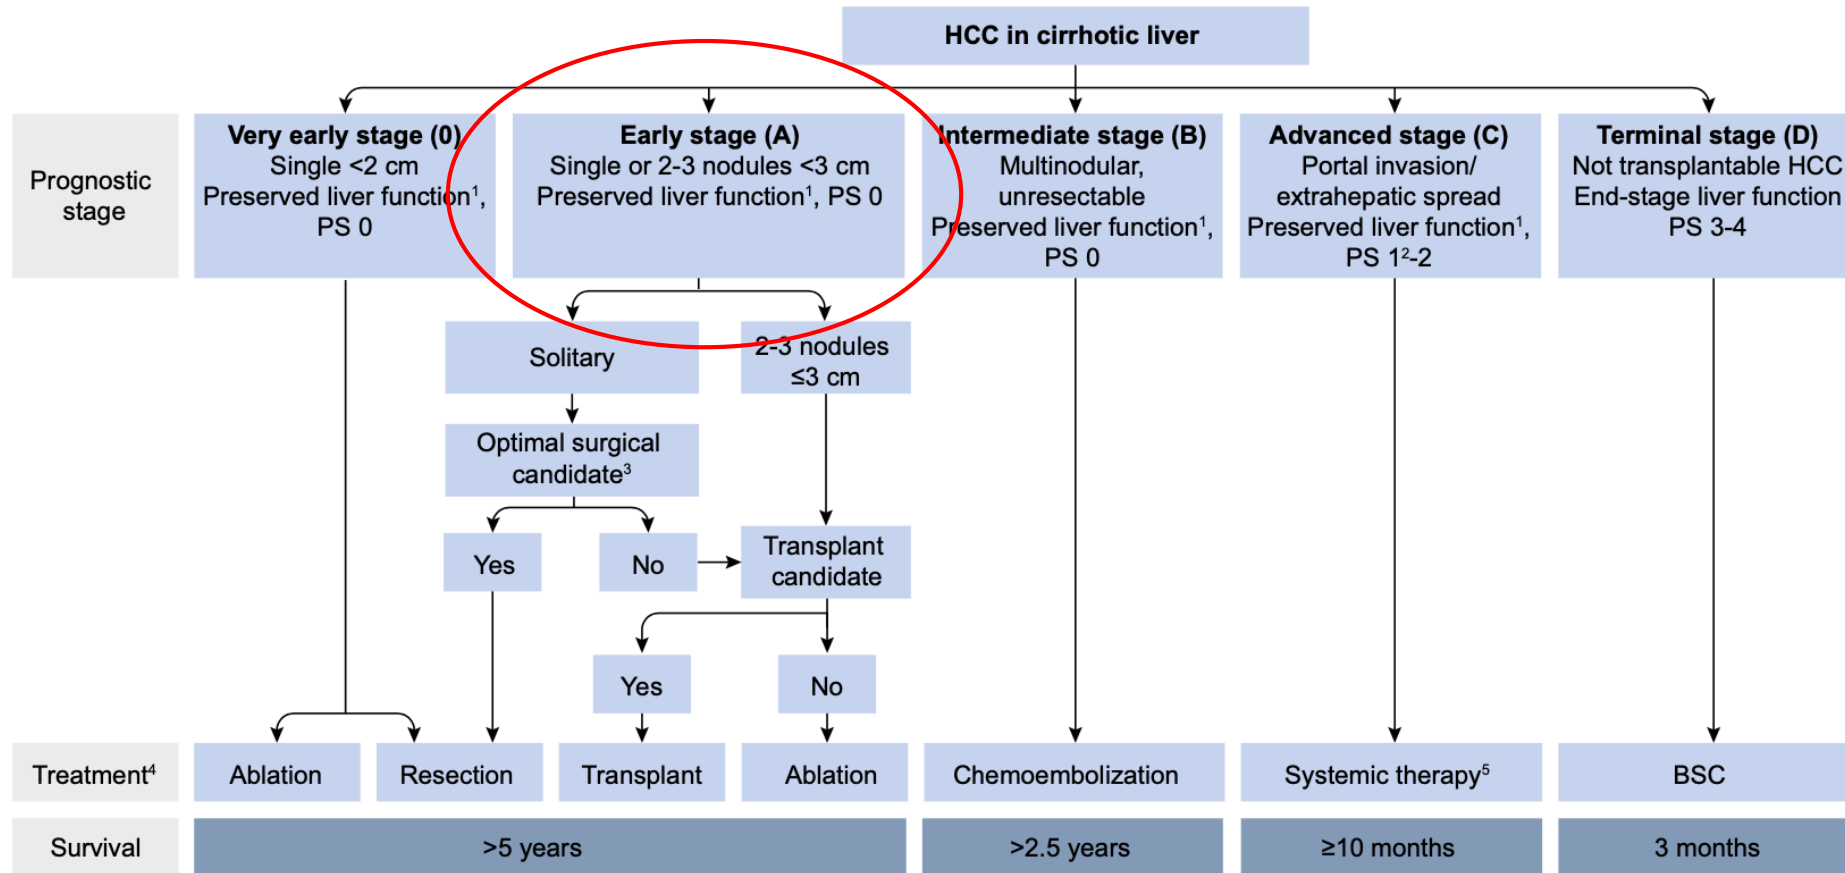 HCC in cirrhotic liver
Prognostic
stage
Very early stage (0)
Single <2 cm
Preserved liver function¹,
PS 0
Early stage (A)
Single or 2-3 nodules <3 cm
Preserved liver function¹, PS 0
Intermediate stage (B)
Multinodular,
unresectable
Preserved liver function¹,
PS 0
Advanced stage (C)
Portal invasion/
extrahepatic spread
Preserved liver function¹,
PS 1²-2
Terminal stage (D)
Not transplantable HCC
End-stage liver function
PS 3-4
Solitary
2-3 nodules
≤3 cm
Optimal surgical
candidate³
Yes
No
Transplant
candidate
Yes
No
Treatment⁴
Ablation
Resection
Transplant
Ablation
Chemoembolization
Systemic therapy⁵
BSC
Survival
>5 years
>2.5 years
≥10 months
3 months